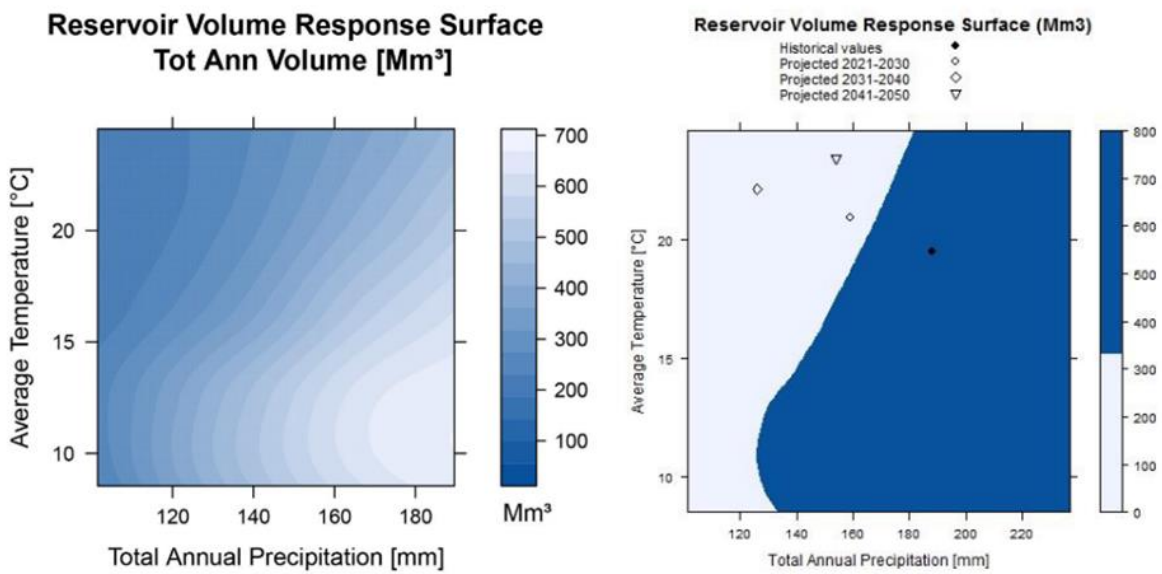 Reservoir Volume Response Surface
Tot Ann Volume [Mm³]
700
600
500
400
300
200
100
Mm³
20
15
10
Average Temperature [°C]
120 140 160 180
Total Annual Precipitation [mm]
Reservoir Volume Response Surface (Mm3)
Historical values
Projected 2021-2030
Projected 2031-2040
Projected 2041-2050
20
15
10
Average Temperature [°C]
120 140 160 180 200 220
Total Annual Precipitation [mm]
800
700
600
500
400
300
200
100
0